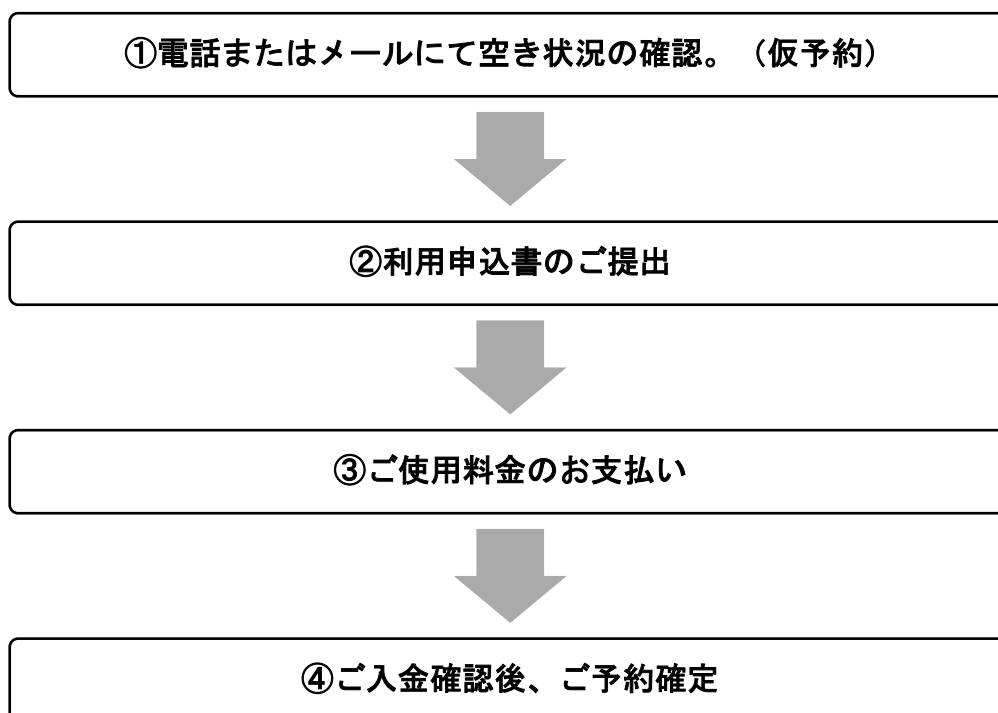 ①電話またはメールにて空き状況の確認。（仮予約）
②利用申込書のご提出
③ご使用料金のお支払い
④ご入金確認後、ご予約確定